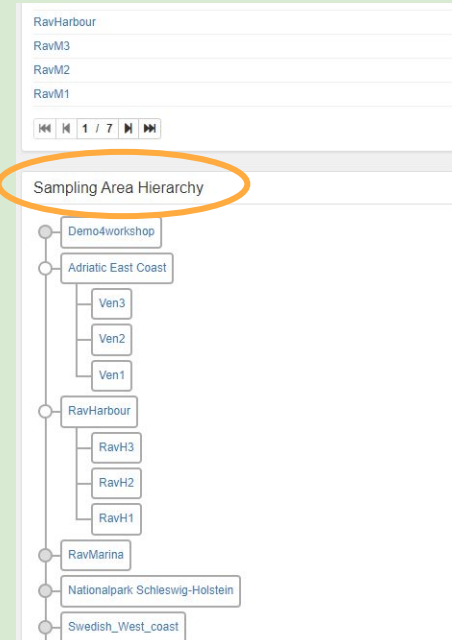 RavHarbour
RavM3
RavM2
RavM1
1 / 7
Sampling Area Hierarchy
Demo4workshop
Adriatic East Coast
Ven3
Ven2
Ven1
RavHarbour
RavH3
RavH2
RavH1
RavMarina
Nationalpark Schleswig-Holstein
Swedish_West_coast